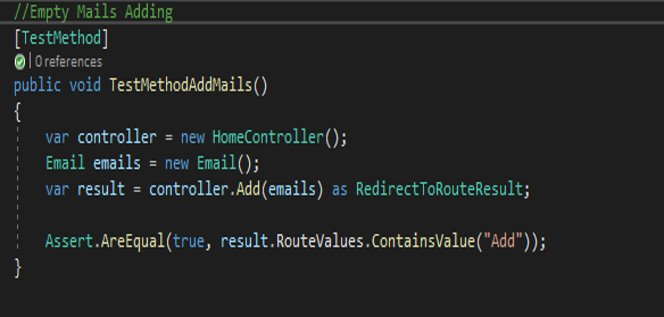 //Empty Mails Adding
[TestMethod]
| 0 references
public void TestMethodAddMails()
{
var controller = new HomeController();
Email emails = new Email();
var result = controller.Add(emails) as RedirectToRouteResult;
Assert.AreEqual(true, result.RouteValues.ContainsValue("Add"));
}